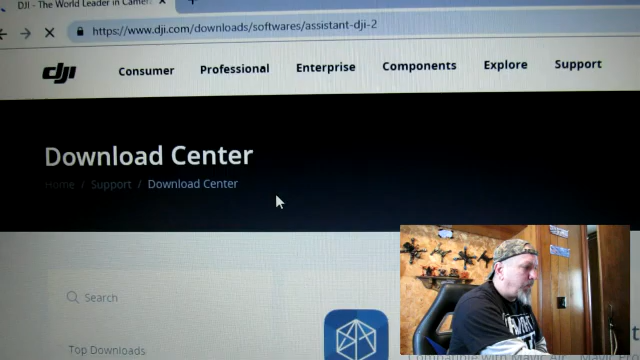 DJI - The World Leader in Camera
https://www.dji.com/downloads/softwares/assistant-dji-2
dji
Consumer
Professional
Enterprise
Components
Explore
Support
Download Center
Home / Support / Download Center
Search
Top Downloads